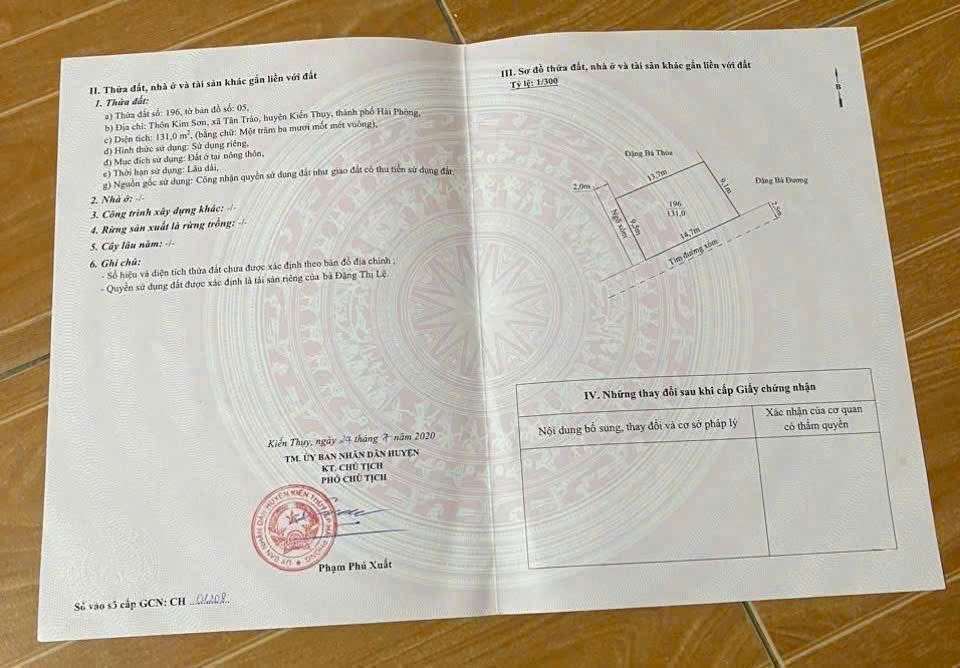 II. Thửa đất, nhà ở và tài sản khác gắn liền với đất
1. Thửa đất:
a) Thửa đất số: 196, tờ bản đồ số: 05,
b) Địa chỉ: Thôn Kim Sơn, xã Tân Trào, huyện Kiến Thụy, thành phố Hải Phòng,
c) Diện tích: 131,0 m², (bằng chữ: Một trăm ba mươi mốt mét vuông),
d) Hình thức sử dụng: Sử dụng riêng,
đ) Mục đích sử dụng: Đất ở tại nông thôn,
e) Thời hạn sử dụng: Lâu dài,
g) Nguồn gốc sử dụng: Công nhận quyền sử dụng đất như giao đất có thu tiền sử dụng đất.
2. Nhà ở: -/-
3. Công trình xây dựng khác: -/-
4. Rừng sản xuất là rừng trồng: -/-
5. Cây lâu năm: -/-
6. Ghi chú:
- Số hiệu và diện tích thửa đất chưa được xác định theo bản đồ địa chính ;
- Quyền sử dụng đất được xác định là tài sản riêng của bà Đặng Thị Lệ.
Kiến Thụy, ngày 24 tháng 7 năm 2020
TM. ỦY BAN NHÂN DÂN HUYỆN
KT. CHỦ TỊCH
PHÓ CHỦ TỊCH
Phạm Phú Xuất
Số vào sổ cấp GCN: CH 01208
III. Sơ đồ thửa đất, nhà ở và tài sản khác gắn liền với đất
Tỷ lệ: 1/300
B
Đặng Bá Thỏa
13,7m
9,1m
Đặng Bá Đương
2,0m
Ngõ xóm
9,5m
196
131,0
14,7m
Tim đường xóm
2,5m
IV. Những thay đổi sau khi cấp Giấy chứng nhận
Nội dung bổ sung, thay đổi và cơ sở pháp lý
Xác nhận của cơ quan
có thẩm quyền